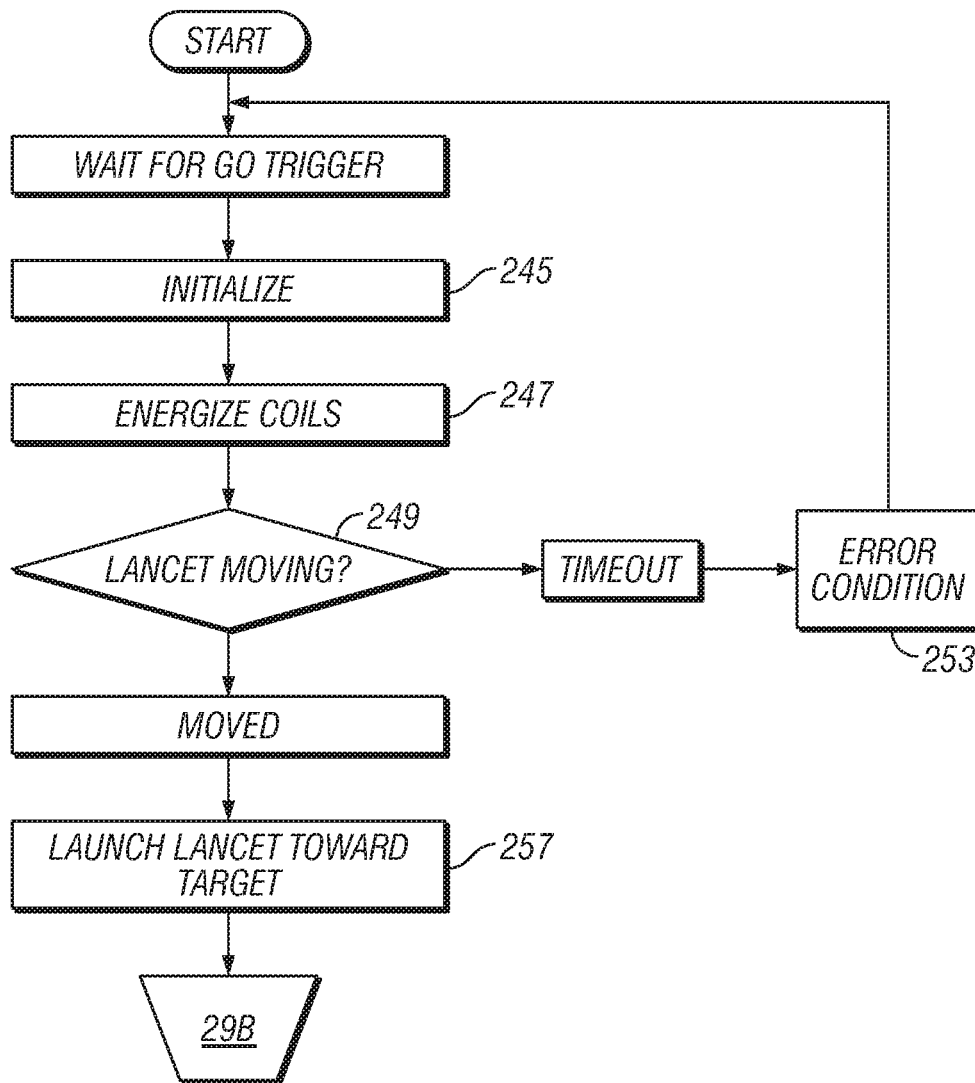 START
WAIT FOR GO TRIGGER
INITIALIZE
245
ENERGIZE COILS
247
249
LANCET MOVING?
TIMEOUT
ERROR
CONDITION
253
MOVED
LAUNCH LANCET TOWARD
TARGET
257
29B